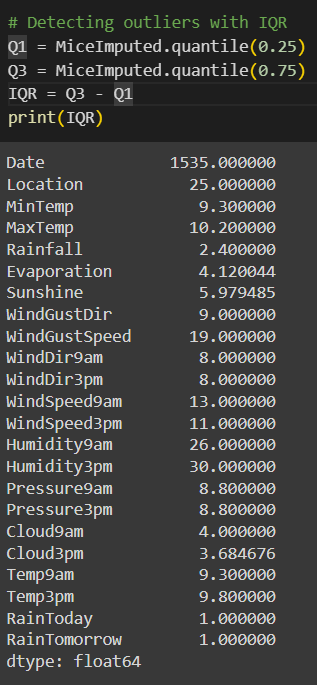 # Detecting outliers with IQR
Q1 = MiceImputed.quantile(0.25)
Q3 = MiceImputed.quantile(0.75)
IQR = Q3 - Q1
print(IQR)
Date 1535.000000
Location 25.000000
MinTemp 9.300000
MaxTemp 10.200000
Rainfall 2.400000
Evaporation 4.120044
Sunshine 5.979485
WindGustDir 9.000000
WindGustSpeed 19.000000
WindDir9am 8.000000
WindDir3pm 8.000000
WindSpeed9am 13.000000
WindSpeed3pm 11.000000
Humidity9am 26.000000
Humidity3pm 30.000000
Pressure9am 8.800000
Pressure3pm 8.800000
Cloud9am 4.000000
Cloud3pm 3.684676
Temp9am 9.300000
Temp3pm 9.800000
RainToday 1.000000
RainTomorrow 1.000000
dtype: float64